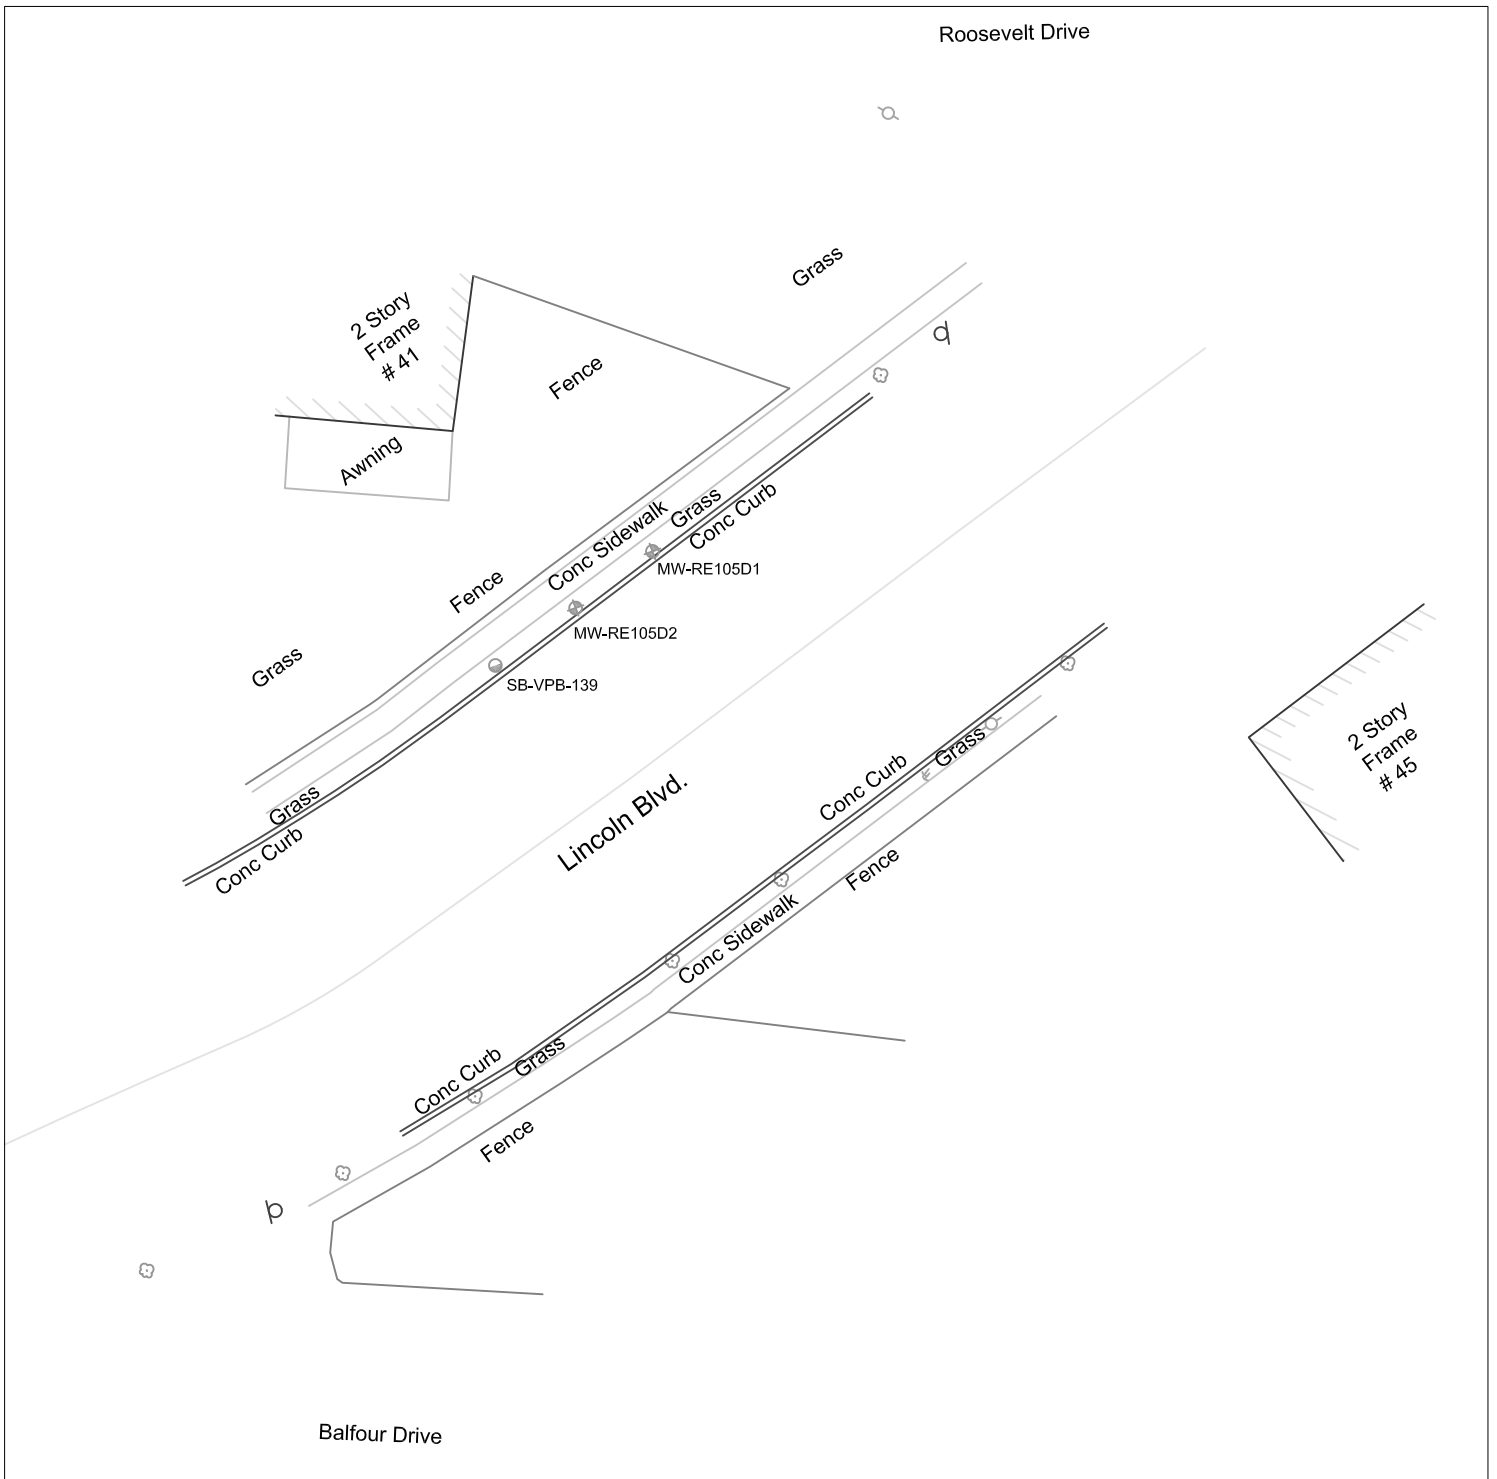 Roosevelt Drive
Grass
2 Story
Frame
# 41
Fence
Awning
Grass
Conc Curb
Conc Sidewalk
MW-RE105D1
Fence
MW-RE105D2
Grass
SB-VPB-139
2 Story
Frame
# 45
Grass
Conc Curb
Grass
Conc Curb
Lincoln Blvd.
Fence
Conc Sidewalk
Grass
Conc Curb
Fence
Balfour Drive